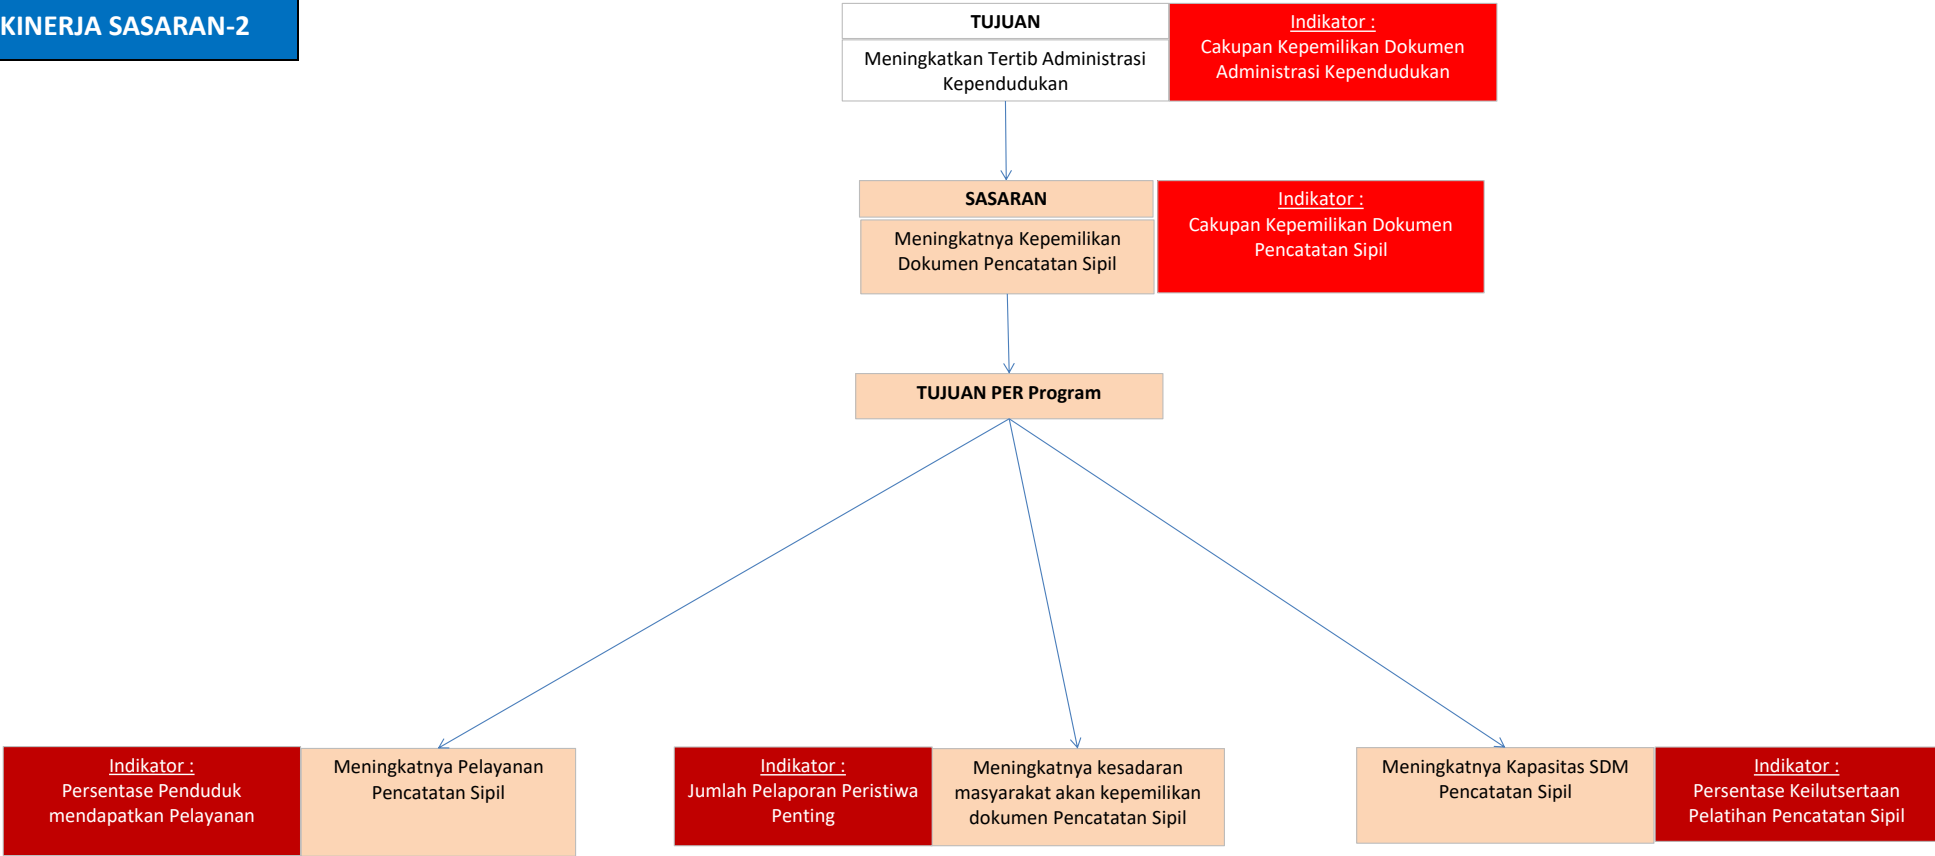 KINERJA SASARAN-2
TUJUAN
Meningkatkan Tertib Administrasi
Kependudukan
Indikator :
Cakupan Kepemilikan Dokumen
Administrasi Kependudukan
SASARAN
Meningkatnya Kepemilikan
Dokumen Pencatatan Sipil
Indikator :
Cakupan Kepemilikan Dokumen
Pencatatan Sipil
TUJUAN PER Program
Indikator :
Persentase Penduduk
mendapatkan Pelayanan
Meningkatnya Pelayanan
Pencatatan Sipil
Indikator :
Jumlah Pelaporan Peristiwa
Penting
Meningkatnya kesadaran
masyarakat akan kepemilikan
dokumen Pencatatan Sipil
Meningkatnya Kapasitas SDM
Pencatatan Sipil
Indikator :
Persentase Keilutsertaan
Pelatihan Pencatatan Sipil